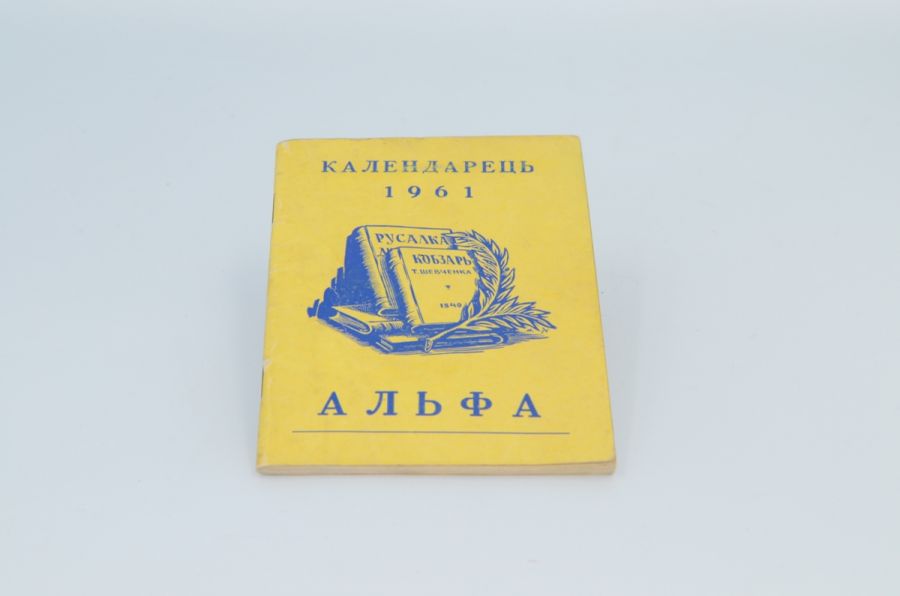 КАЛЕНДАРЕЦЬ
1961
РУСАЛКА
КОБЗАРЬ
Т. ШЕВЧЕНКА
1840
АЛЬФА